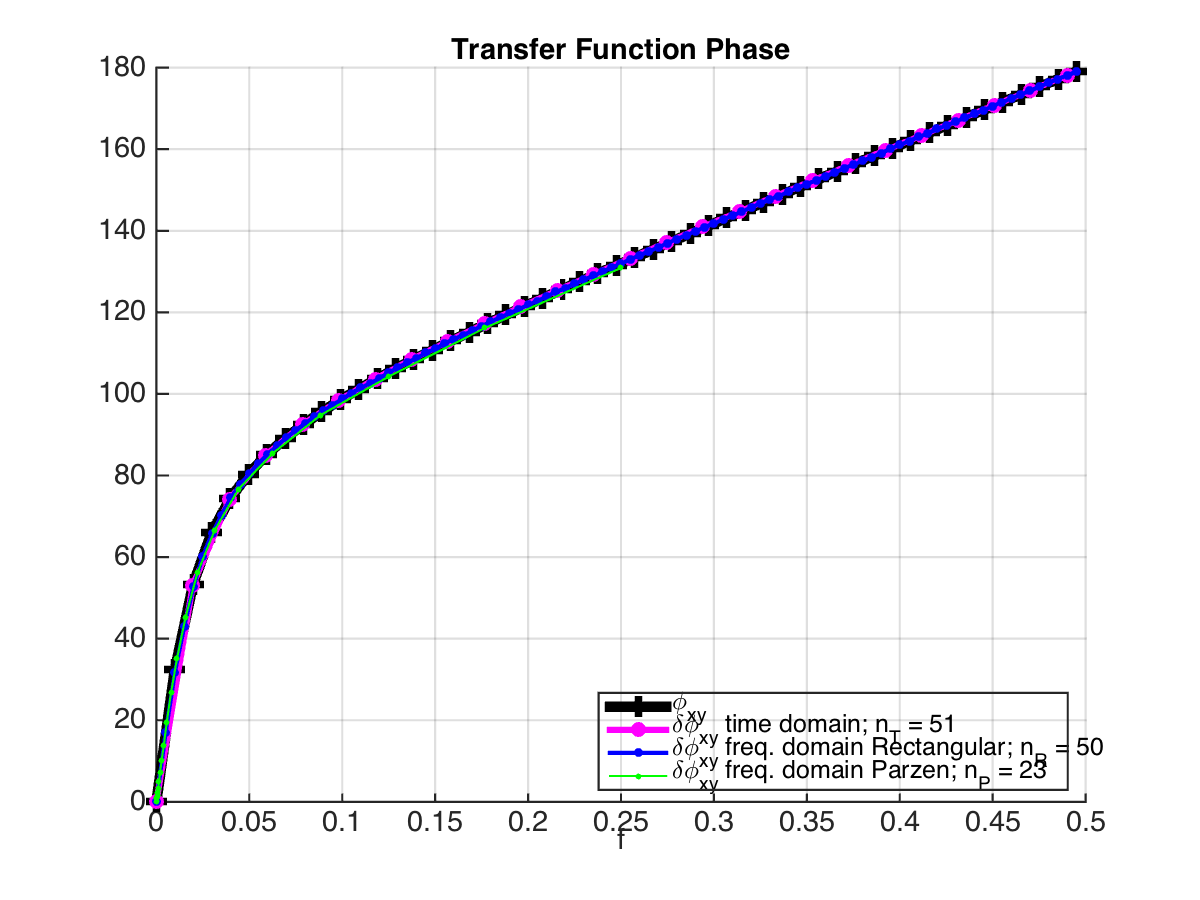 Transfer Function Phase
180
160
140
120
100
80
60
40
20
0
0 0.05 0.1 0.15 0.2 0.25 0.3 0.35 0.4 0.45 0.5
f
ϕxy
δϕxy time domain; nT = 51
δϕxy freq. domain Rectangular; nR = 50
δϕxy freq. domain Parzen; nP = 23